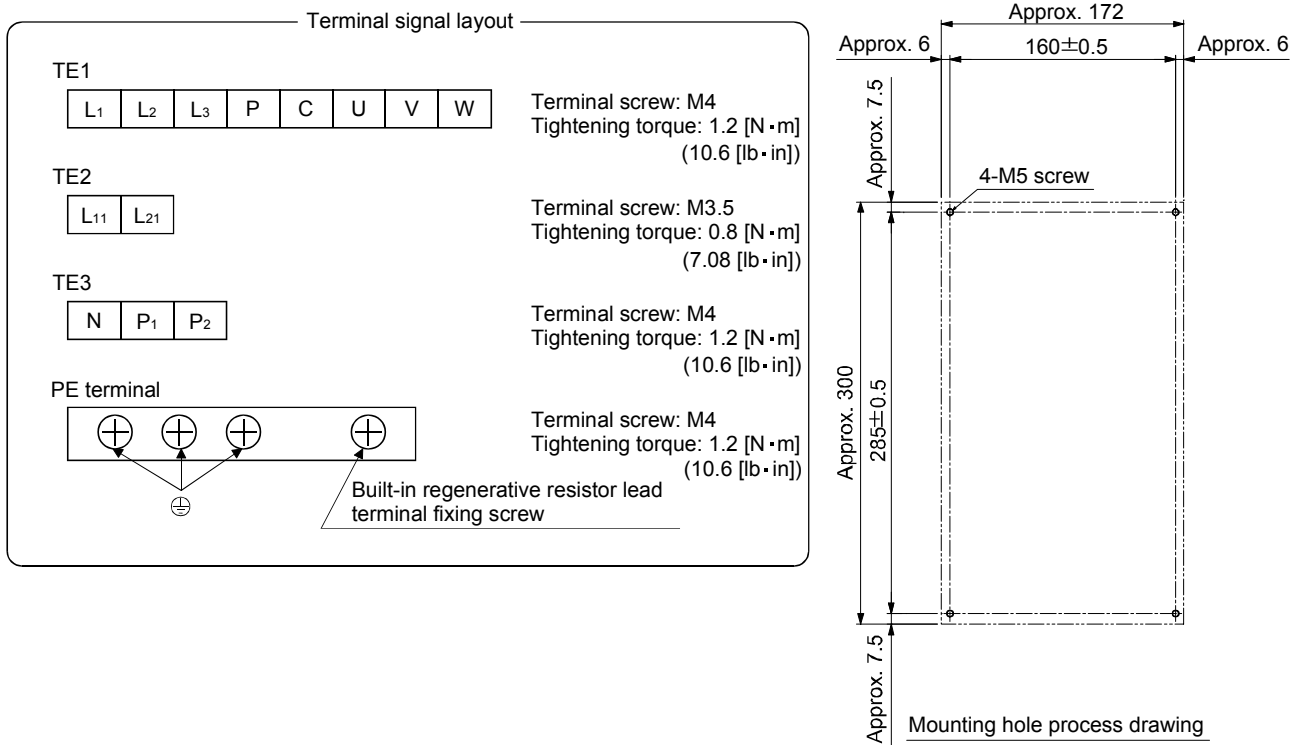 Terminal signal layout
TE1
L1 L2 L3 P C U V W
Terminal screw: M4
Tightening torque: 1.2 [N·m]
(10.6 [lb·in])
TE2
L11 L21
Terminal screw: M3.5
Tightening torque: 0.8 [N·m]
(7.08 [lb·in])
TE3
N P1 P2
Terminal screw: M4
Tightening torque: 1.2 [N·m]
(10.6 [lb·in])
PE terminal
Terminal screw: M4
Tightening torque: 1.2 [N·m]
(10.6 [lb·in])
Built-in regenerative resistor lead
terminal fixing screw
Approx. 172
Approx. 6
160±0.5
Approx. 6
Approx. 7.5
4-M5 screw
Approx. 300
285±0.5
Approx. 7.5
Mounting hole process drawing